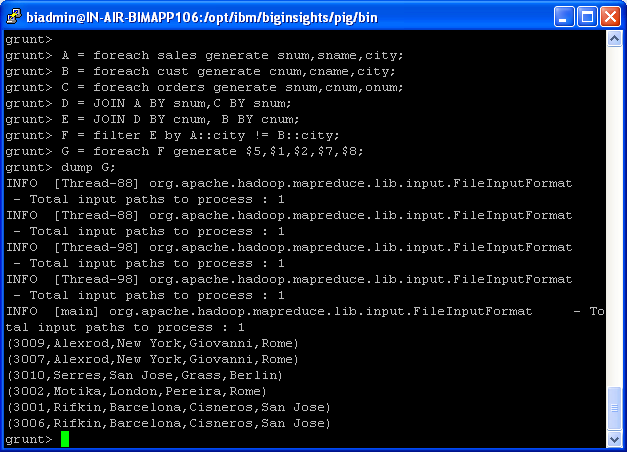 biadmin@IN-AIR-BIMAPP106:/opt/ibm/biginsights/pig/bin
grunt>
grunt> A = foreach sales generate snum,sname,city;
grunt> B = foreach cust generate cnum,cname,city;
grunt> C = foreach orders generate snum,cnum,onum;
grunt> D = JOIN A BY snum,C BY snum;
grunt> E = JOIN D BY cnum, B BY cnum;
grunt> F = filter E by A::city != B::city;
grunt> G = foreach F generate $5,$1,$2,$7,$8;
grunt> dump G;
INFO  [Thread-88] org.apache.hadoop.mapreduce.lib.input.FileInputFormat
 - Total input paths to process : 1
INFO  [Thread-88] org.apache.hadoop.mapreduce.lib.input.FileInputFormat
 - Total input paths to process : 1
INFO  [Thread-98] org.apache.hadoop.mapreduce.lib.input.FileInputFormat
 - Total input paths to process : 1
INFO  [Thread-98] org.apache.hadoop.mapreduce.lib.input.FileInputFormat
 - Total input paths to process : 1
INFO  [main] org.apache.hadoop.mapreduce.lib.input.FileInputFormat     - To
tal input paths to process : 1
(3009,Alexrod,New York,Giovanni,Rome)
(3007,Alexrod,New York,Giovanni,Rome)
(3010,Serres,San Jose,Grass,Berlin)
(3002,Motika,London,Pereira,Rome)
(3001,Rifkin,Barcelona,Cisneros,San Jose)
(3006,Rifkin,Barcelona,Cisneros,San Jose)
grunt>